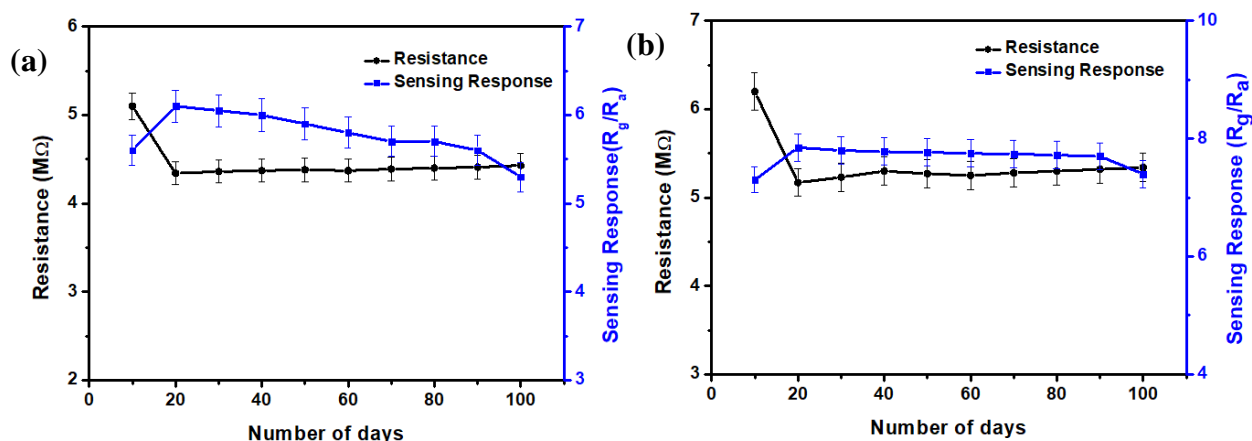 (a)
Resistance
Sensing Response
Resistance (MΩ)
6
5
4
3
2
0
20
40
60
80
100
Number of days
7
6
5
4
3
Sensing Response(Rg/Ra)
(b)
Resistance
Sensing Response
Resistance (MΩ)
7
6
5
4
3
0
20
40
60
80
100
Number of days
10
8
6
4
Sensing Response (Rg/Ra)